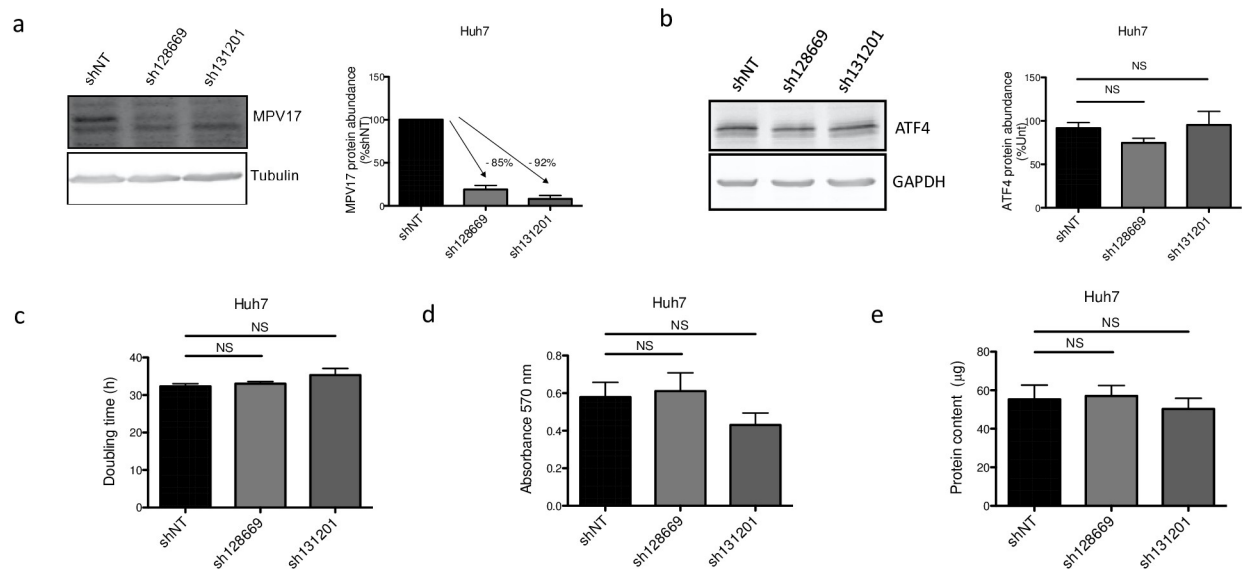 a
shNT
sh128669
sh131201
MPV17
Tubulin
Huh7
MPV17 protein abundance
(%shNT)
150
100
50
0
- 85%
- 92%
shNT
sh128669
sh131201
b
shNT
sh128669
sh131201
ATF4
GAPDH
Huh7
ATF4 protein abundance
(%Unt)
150
100
50
0
NS
NS
shNT
sh128669
sh131201
c
Huh7
Doubling time (h)
40
30
20
10
0
NS
NS
shNT
sh128669
sh131201
d
Huh7
Absorbance 570 nm
0.8
0.6
0.4
0.2
0.0
NS
NS
shNT
sh128669
sh131201
e
Huh7
Protein content (µg)
80
60
40
20
0
NS
NS
shNT
sh128669
sh131201